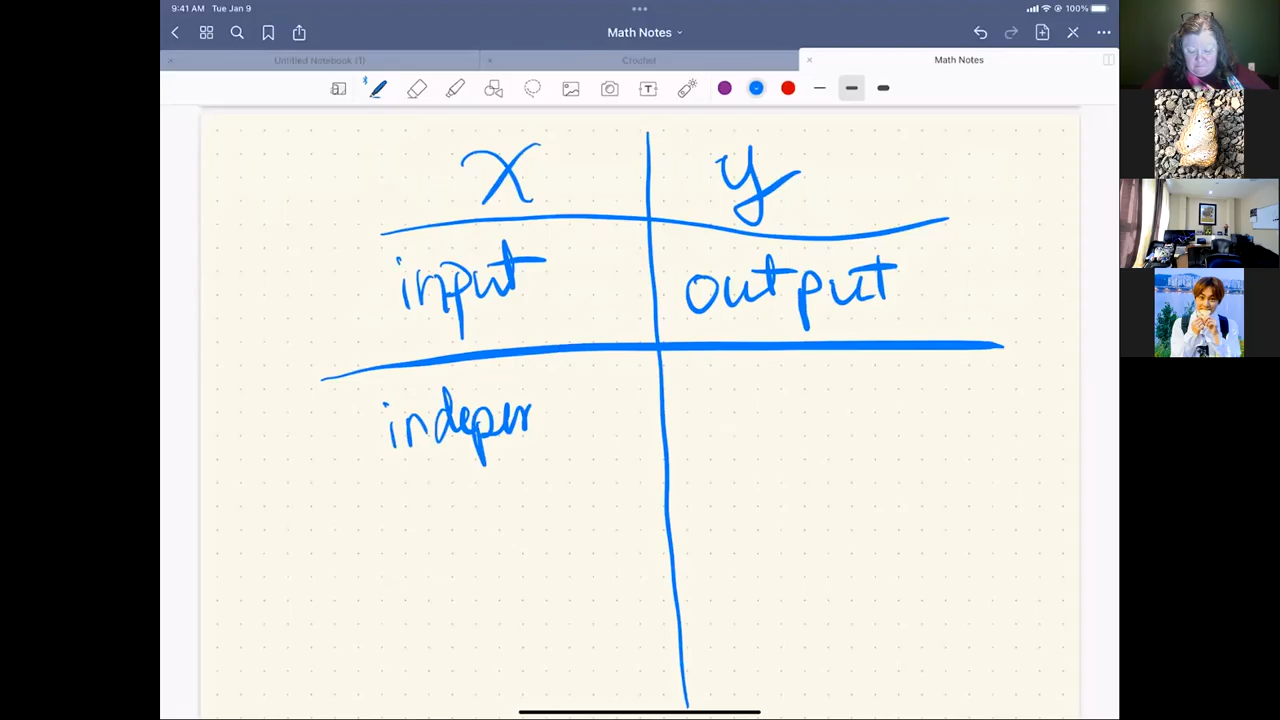 9:41 AM Tue Jan 9
100%
Math Notes
Untitled Notebook (1)
Crochet
Math Notes
T
x y
input output
indepen